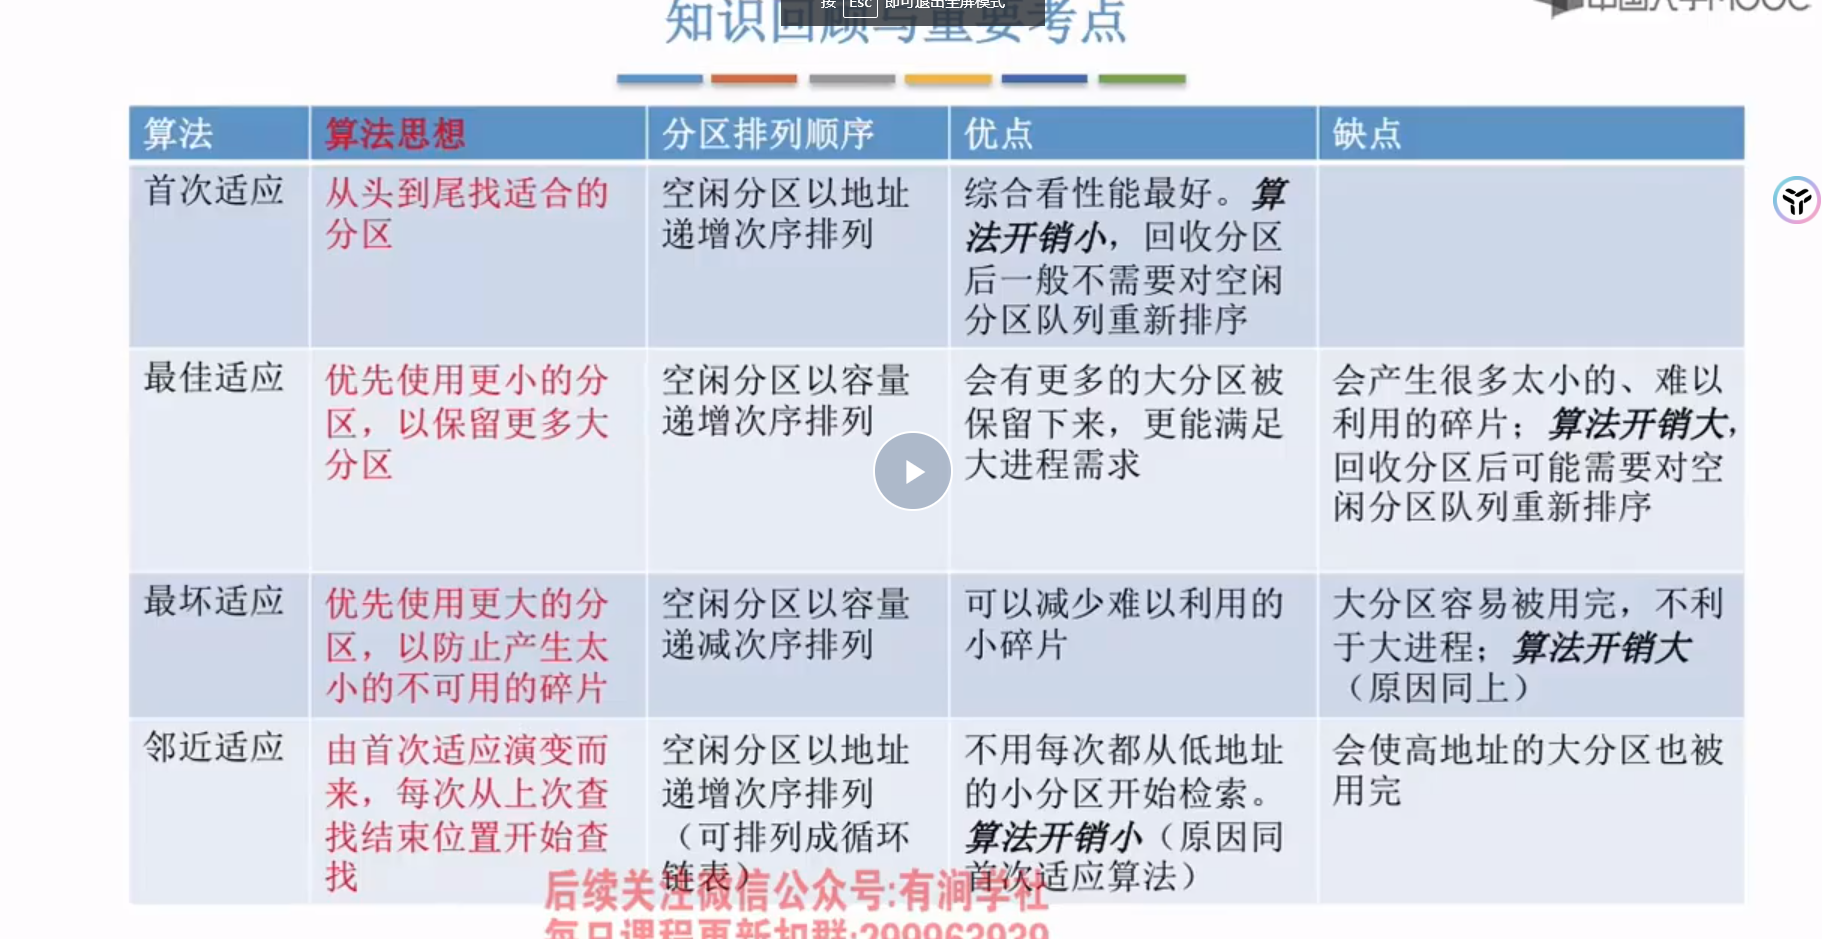 按 Esc 即可退出全屏模式
知识回顾与重要考点
中国大学MOOC
算法
算法思想
分区排列顺序
优点
缺点
首次适应
从头到尾找适合的
分区
空闲分区以地址
递增次序排列
综合看性能最好。算
法开销小，回收分区
后一般不需要对空闲
分区队列重新排序
最佳适应
优先使用更小的分
区，以保留更多大
分区
空闲分区以容量
递增次序排列
会有更多的大分区被
保留下来，更能满足
大进程需求
会产生很多太小的、难以
利用的碎片；算法开销大，
回收分区后可能需要对空
闲分区队列重新排序
最坏适应
优先使用更大的分
区，以防止产生太
小的不可用的碎片
空闲分区以容量
递减次序排列
可以减少难以利用的
小碎片
大分区容易被用完，不利
于大进程；算法开销大
（原因同上）
邻近适应
由首次适应演变而
来，每次从上次查
找结束位置开始查
找
空闲分区以地址
递增次序排列
（可排列成循环
链表）
不用每次都从低地址
的小分区开始检索。
算法开销小（原因同
首次适应算法）
会使高地址的大分区也被
用完
后续关注微信公众号:有涧学社
每日课程更新扣群:299963939